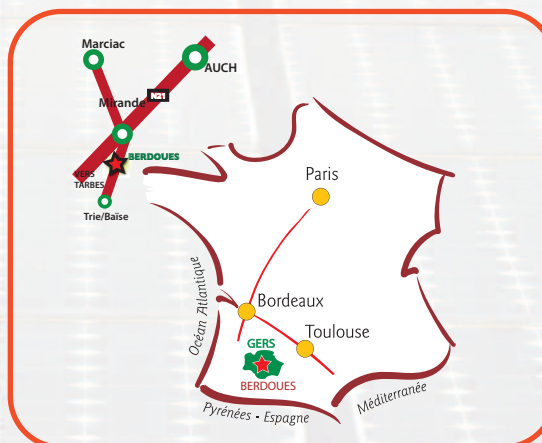 Marciac
AUCH
N21
Mirande
BERDOUES
VERS
TARBES
Trie/Baïse
Paris
Océan Atlantique
Bordeaux
Toulouse
GERS
BERDOUES
Pyrénées - Espagne
Méditerranée